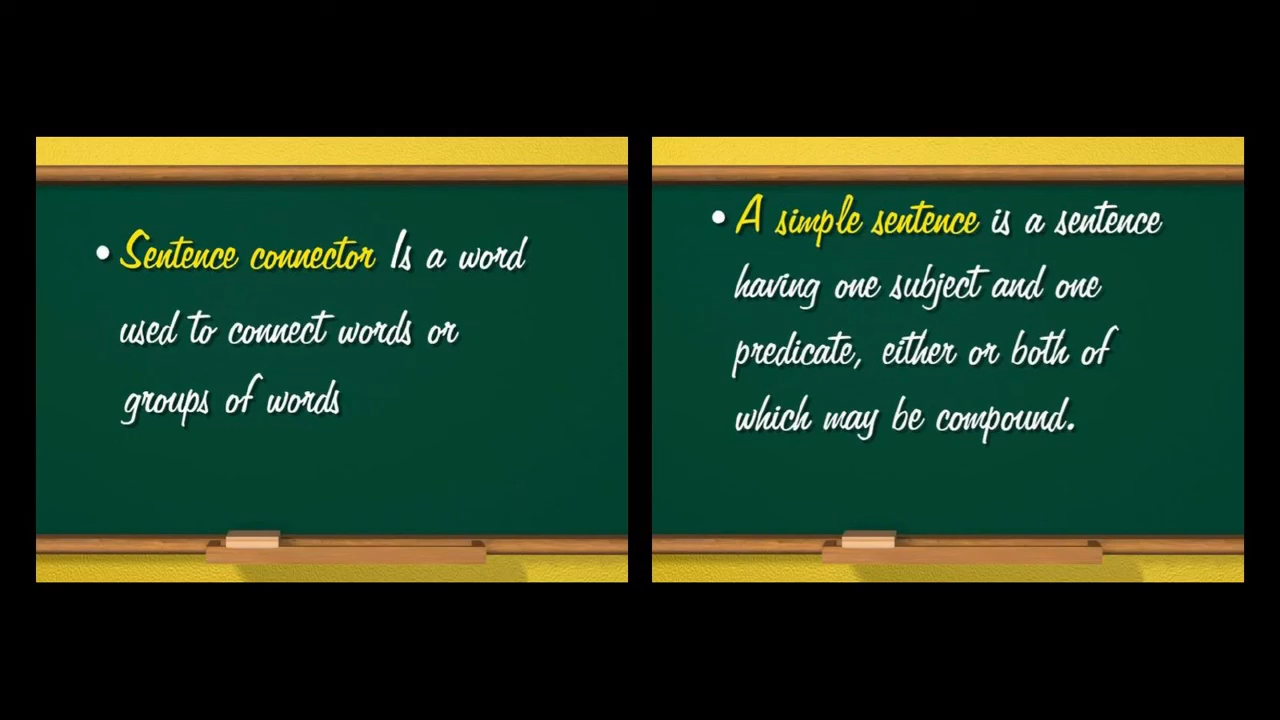 • Sentence connector Is a word
used to connect words or
groups of words
• A simple sentence is a sentence
having one subject and one
predicate, either or both of
which may be compound.